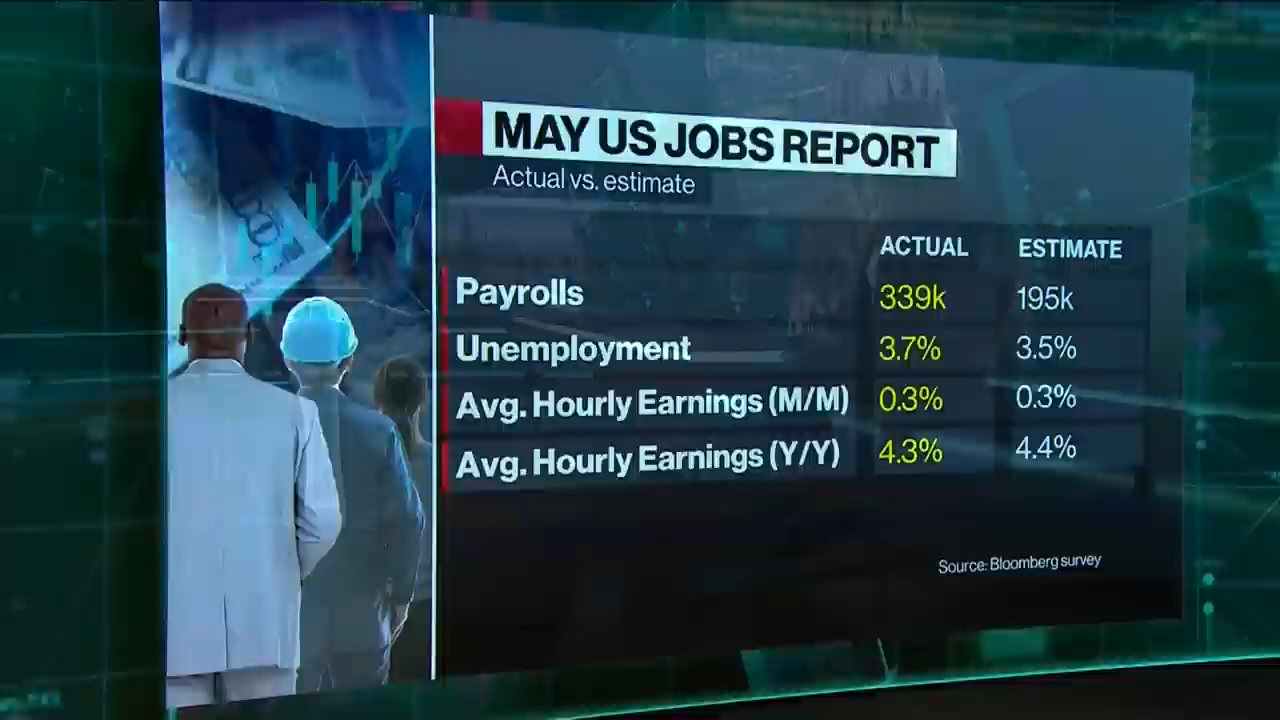 MAY US JOBS REPORT
Actual vs. estimate
ACTUAL ESTIMATE
Payrolls 339k 195k
Unemployment 3.7% 3.5%
Avg. Hourly Earnings (M/M) 0.3% 0.3%
Avg. Hourly Earnings (Y/Y) 4.3% 4.4%
Source: Bloomberg survey